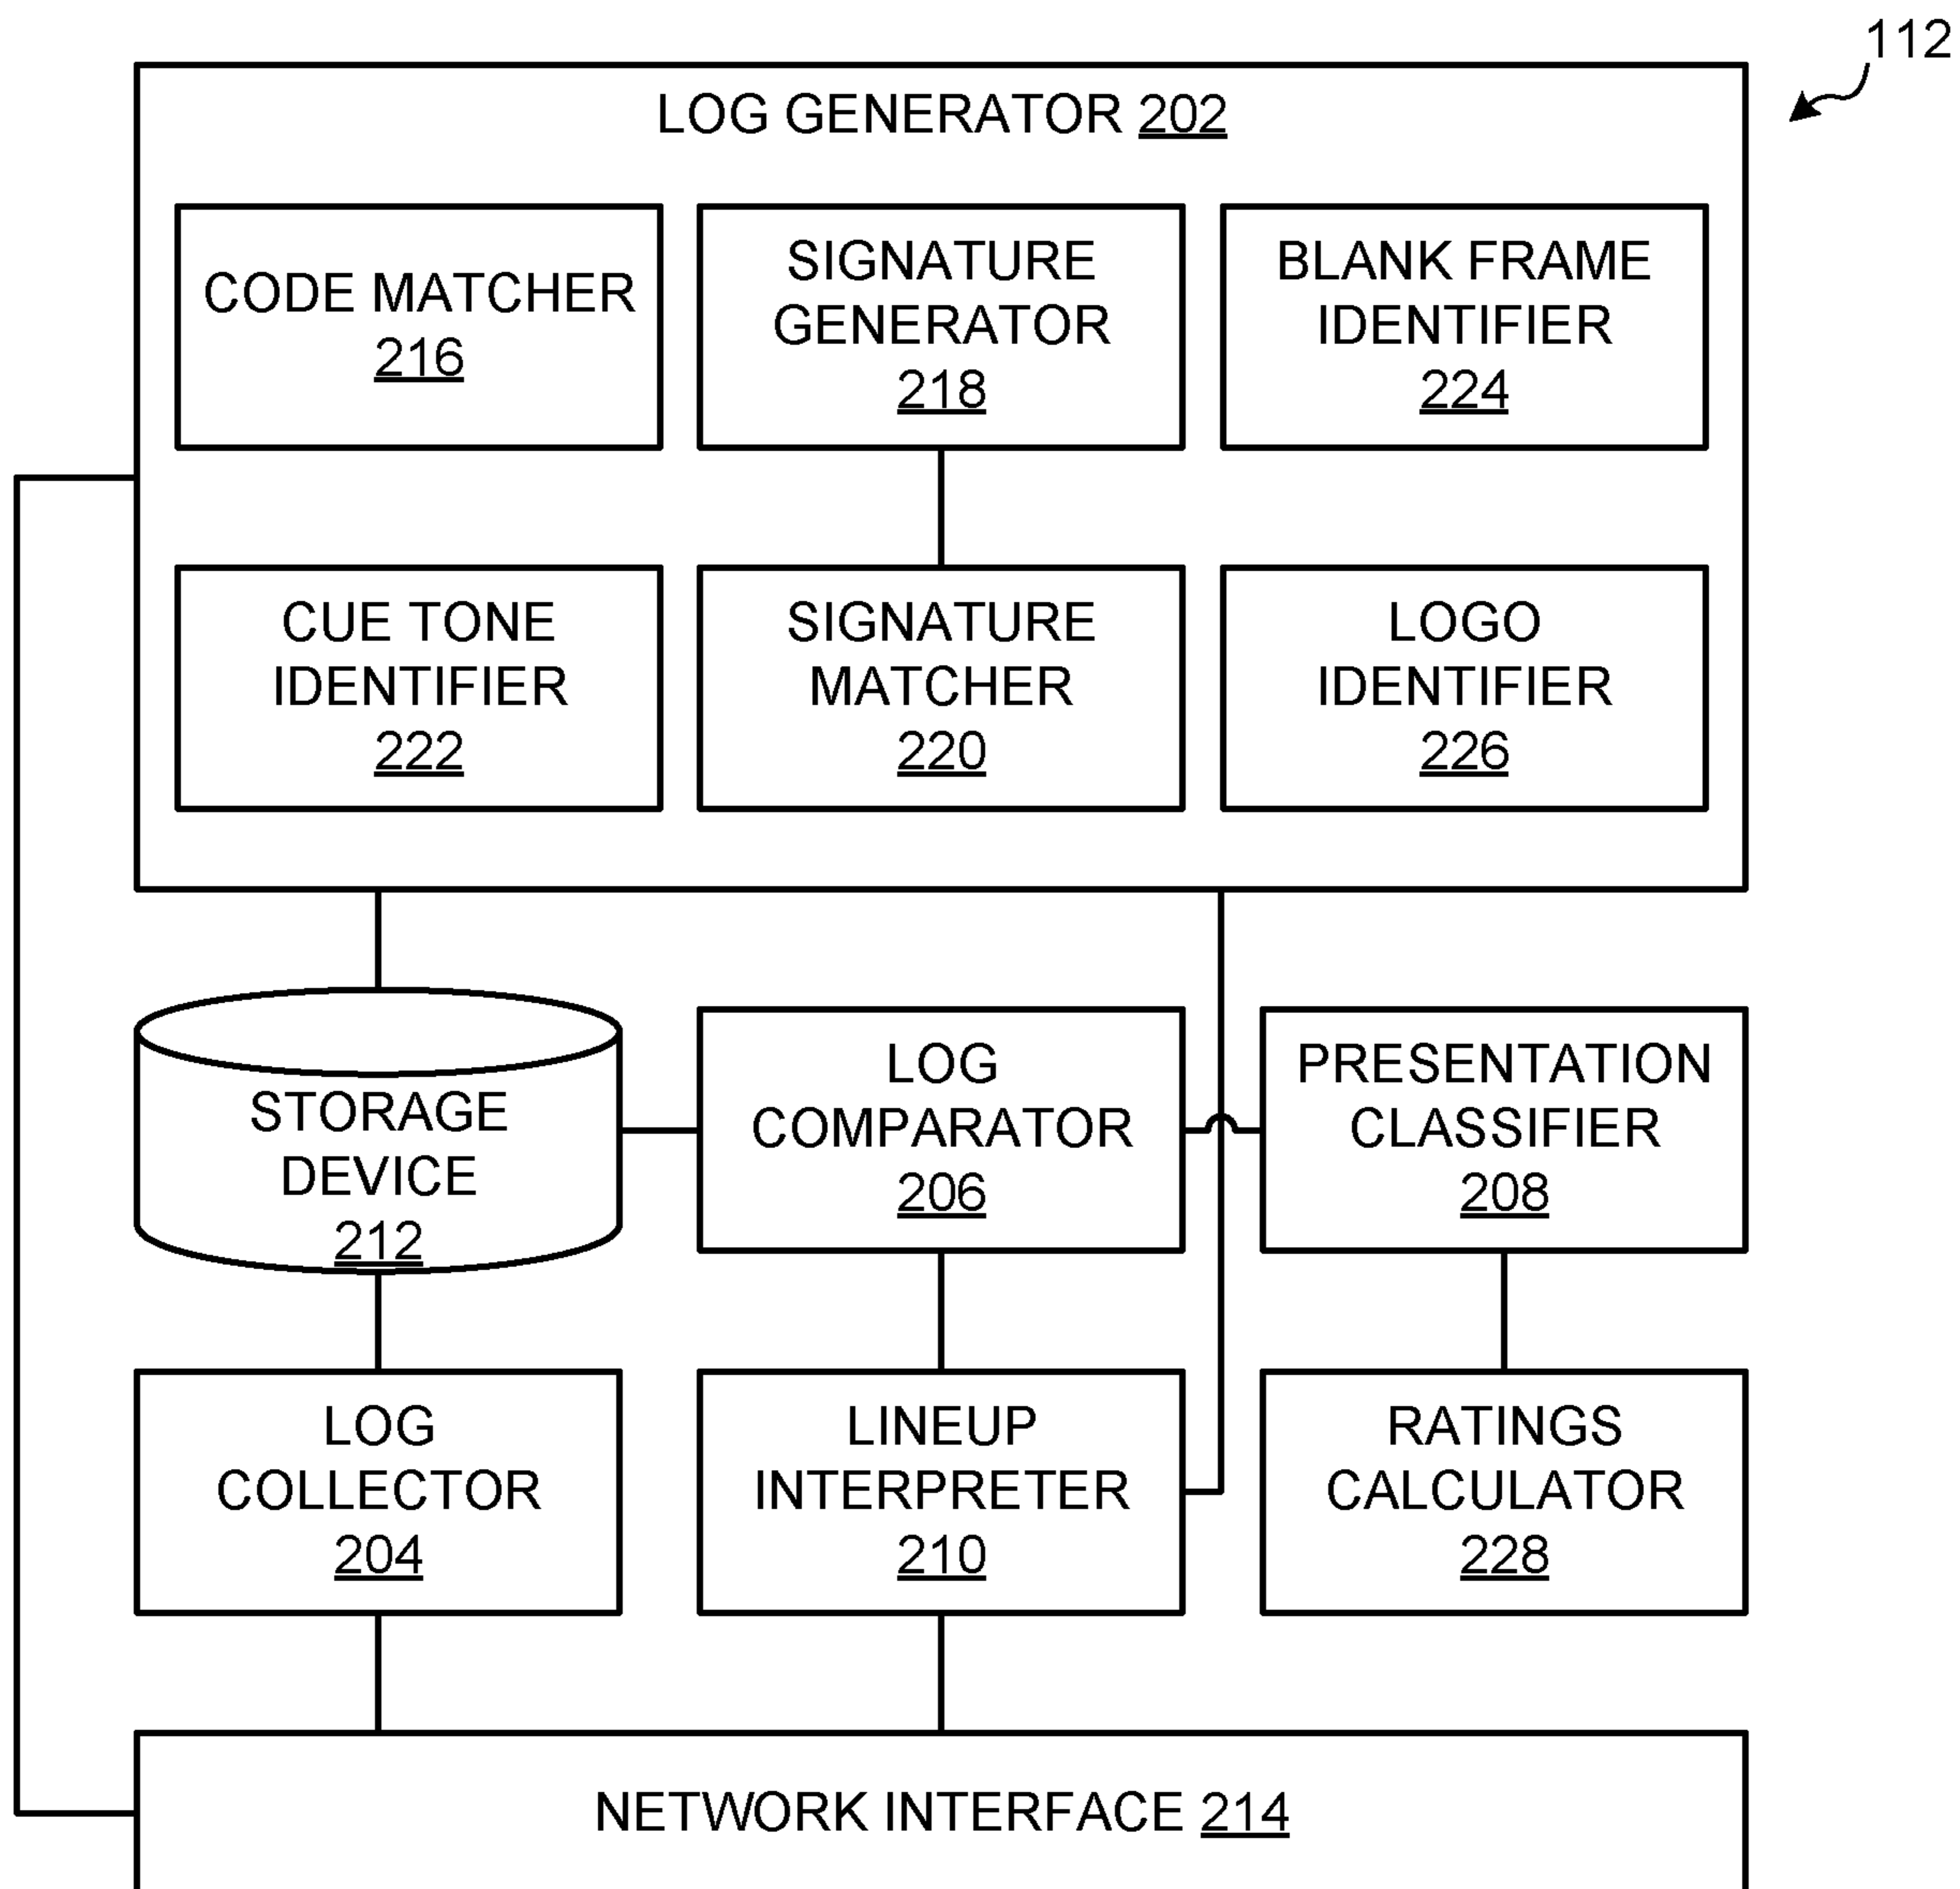 112
LOG GENERATOR 202
CODE MATCHER
216
SIGNATURE
GENERATOR
218
BLANK FRAME
IDENTIFIER
224
CUE TONE
IDENTIFIER
222
SIGNATURE
MATCHER
220
LOGO
IDENTIFIER
226
STORAGE
DEVICE
212
LOG
COMPARATOR
206
PRESENTATION
CLASSIFIER
208
LOG
COLLECTOR
204
LINEUP
INTERPRETER
210
RATINGS
CALCULATOR
228
NETWORK INTERFACE 214